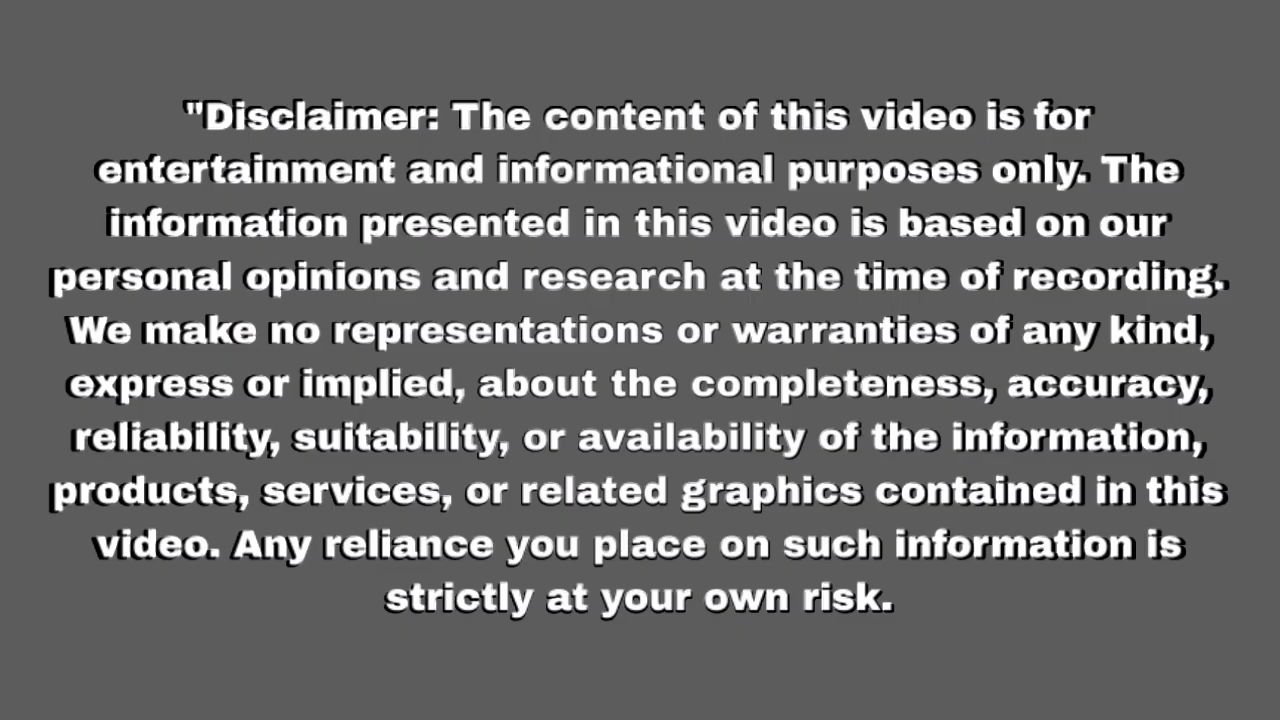 "Disclaimer: The content of this video is for
entertainment and informational purposes only. The
information presented in this video is based on our
personal opinions and research at the time of recording.
We make no representations or warranties of any kind,
express or implied, about the completeness, accuracy,
reliability, suitability, or availability of the information,
products, services, or related graphics contained in this
video. Any reliance you place on such information is
strictly at your own risk.